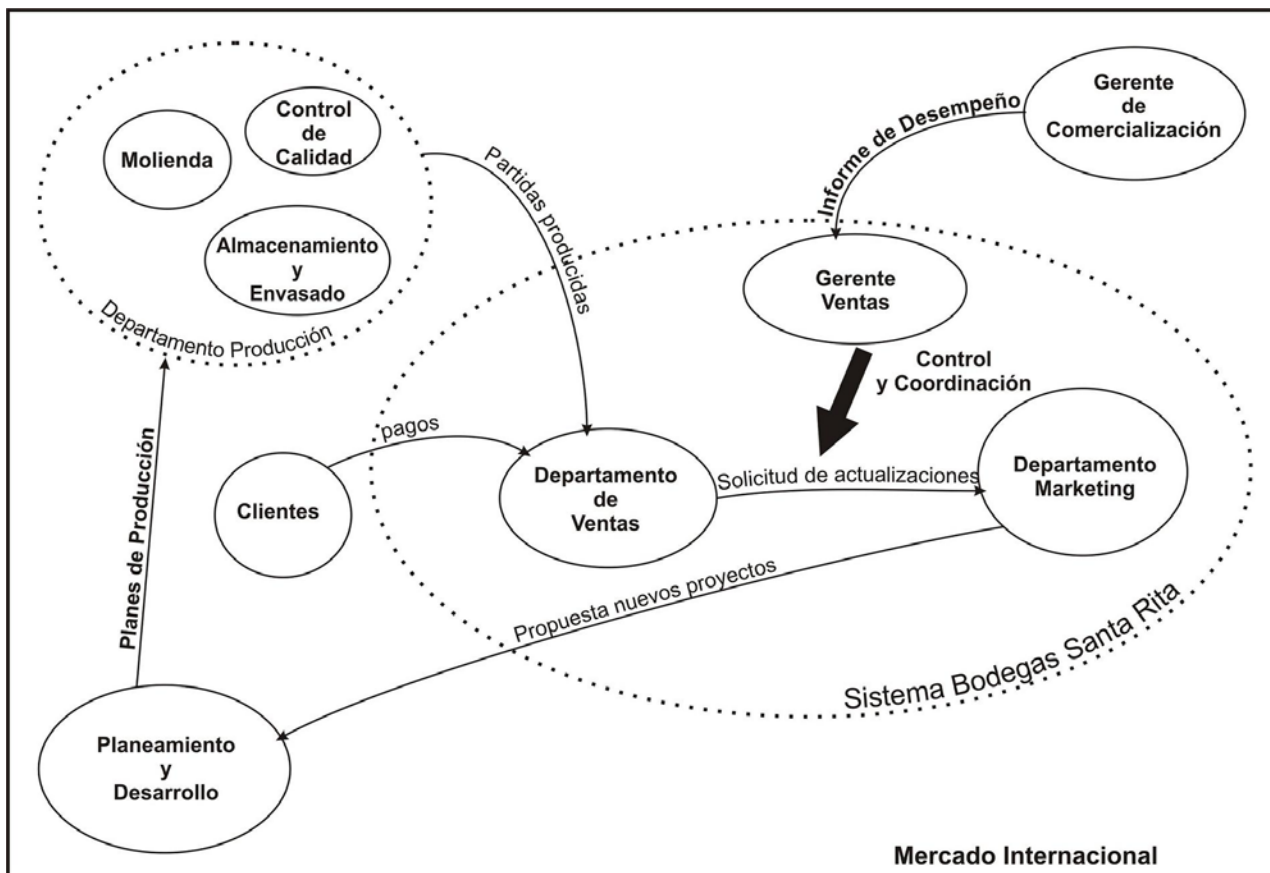 Control
de
Calidad
Molienda
Almacenamiento
y
Envasado
Departamento Producción
Partidas producidas
Informe de Desempeño
Gerente
de
Comercialización
Gerente
Ventas
Control
y Coordinación
pagos
Clientes
Departamento
de
Ventas
Solicitud de actualizaciones
Departamento
Marketing
Planes de Producción
Propuesta nuevos proyectos
Sistema Bodegas Santa Rita
Planeamiento
y
Desarrollo
Mercado Internacional